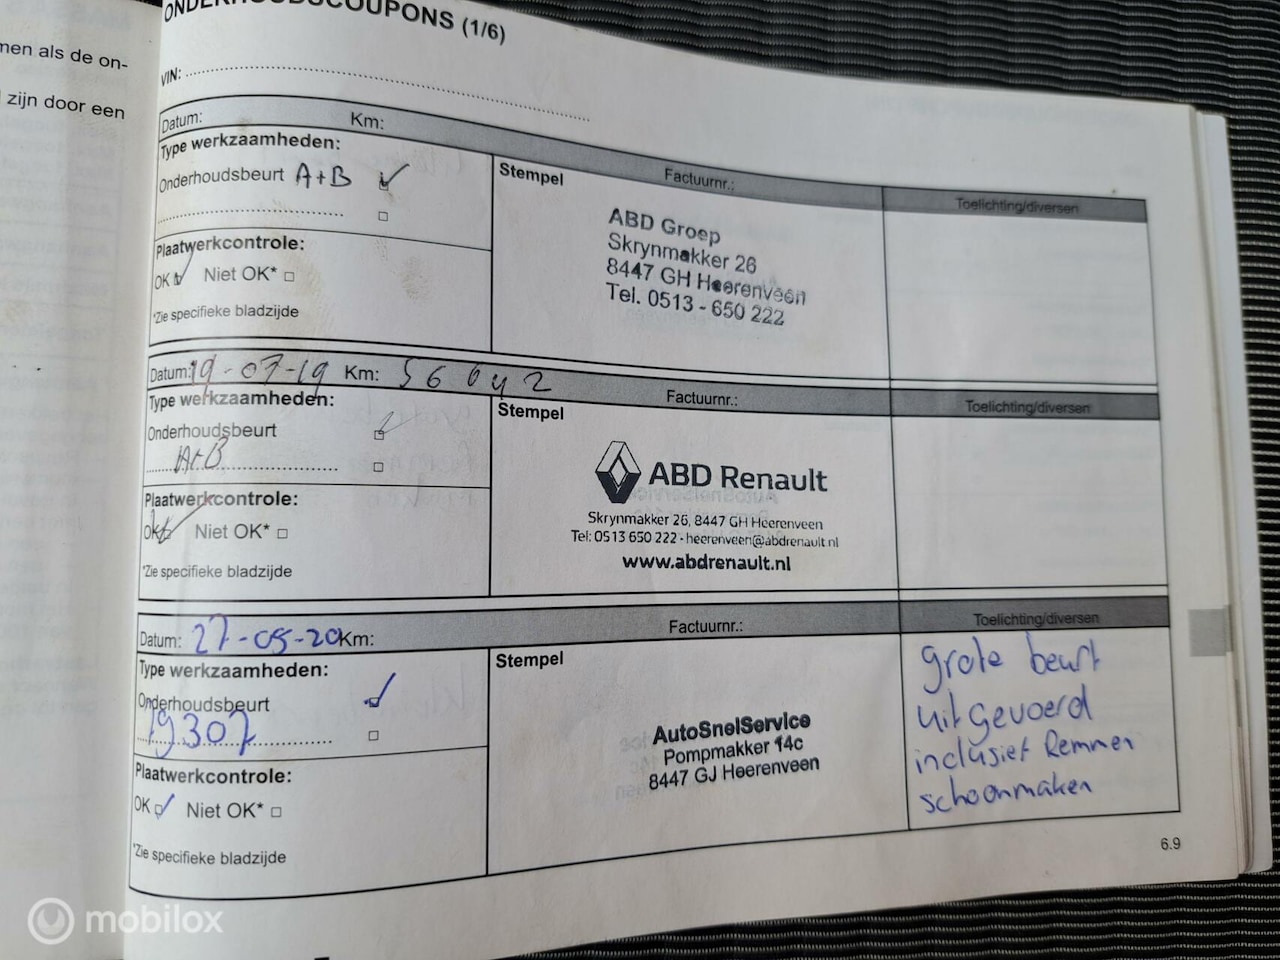 men als de on-
zijn door een
ONDERHOUDSCOUPONS (1/6)
VIN:
Datum: Km:
Type werkzaamheden:
Onderhoudsbeurt A+B
Plaatwerkcontrole:
OK Niet OK*
*Zie specifieke bladzijde
Stempel
Factuurnr.:
ABD Groep
Skrynmakker 26
8447 GH Heerenveen
Tel. 0513 - 650 222
Toelichting/diversen
Datum: 19-07-19 Km: 56042
Type werkzaamheden:
Onderhoudsbeurt
A+B
Plaatwerkcontrole:
OK Niet OK*
*Zie specifieke bladzijde
Stempel
Factuurnr.:
ABD Renault
Skrynmakker 26, 8447 GH Heerenveen
Tel: 0513 650 222 - heerenveen@abdrenault.nl
www.abdrenault.nl
Toelichting/diversen
Datum: 27-05-20 Km:
Type werkzaamheden:
Onderhoudsbeurt
79307
Plaatwerkcontrole:
OK Niet OK*
*Zie specifieke bladzijde
Stempel
Factuurnr.:
AutoSnelService
Pompmakker 14c
8447 GJ Heerenveen
Toelichting/diversen
grote beurt
uitgevoerd
inclusief Remmen
schoonmaken
6.9
mobilox